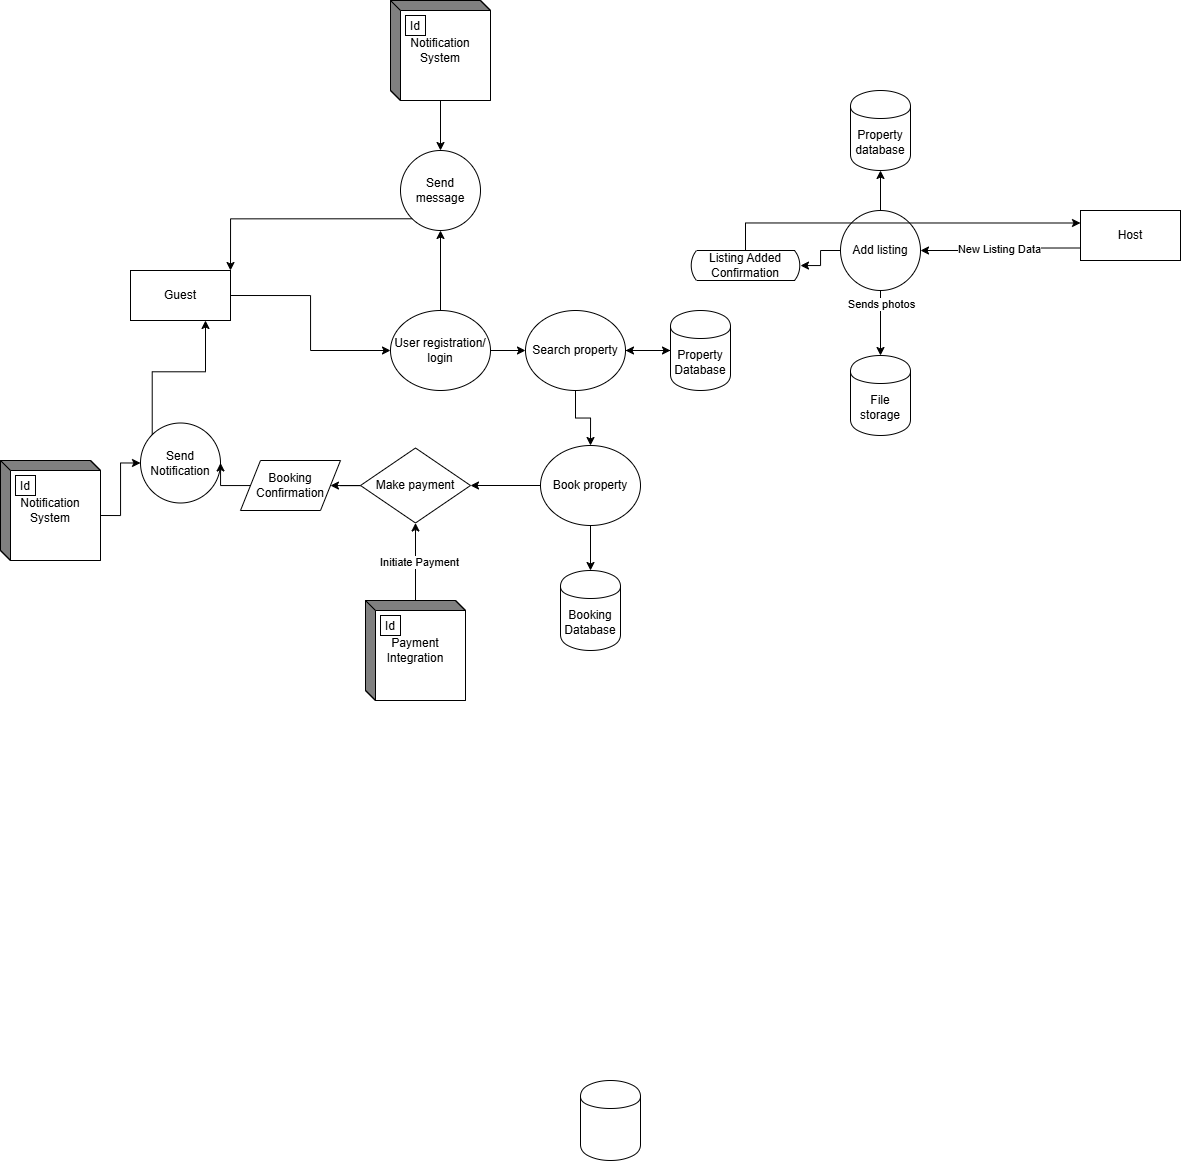 Id
Notification
System
Send
message
Property
database
Host
Add listing
New Listing Data
Listing Added
Confirmation
Sends photos
Guest
User registration/
login
Search property
Property
Database
File
storage
Send
Notification
Id
Notification
System
Booking
Confirmation
Make payment
Book property
Initiate Payment
Booking
Database
Id
Payment
Integration